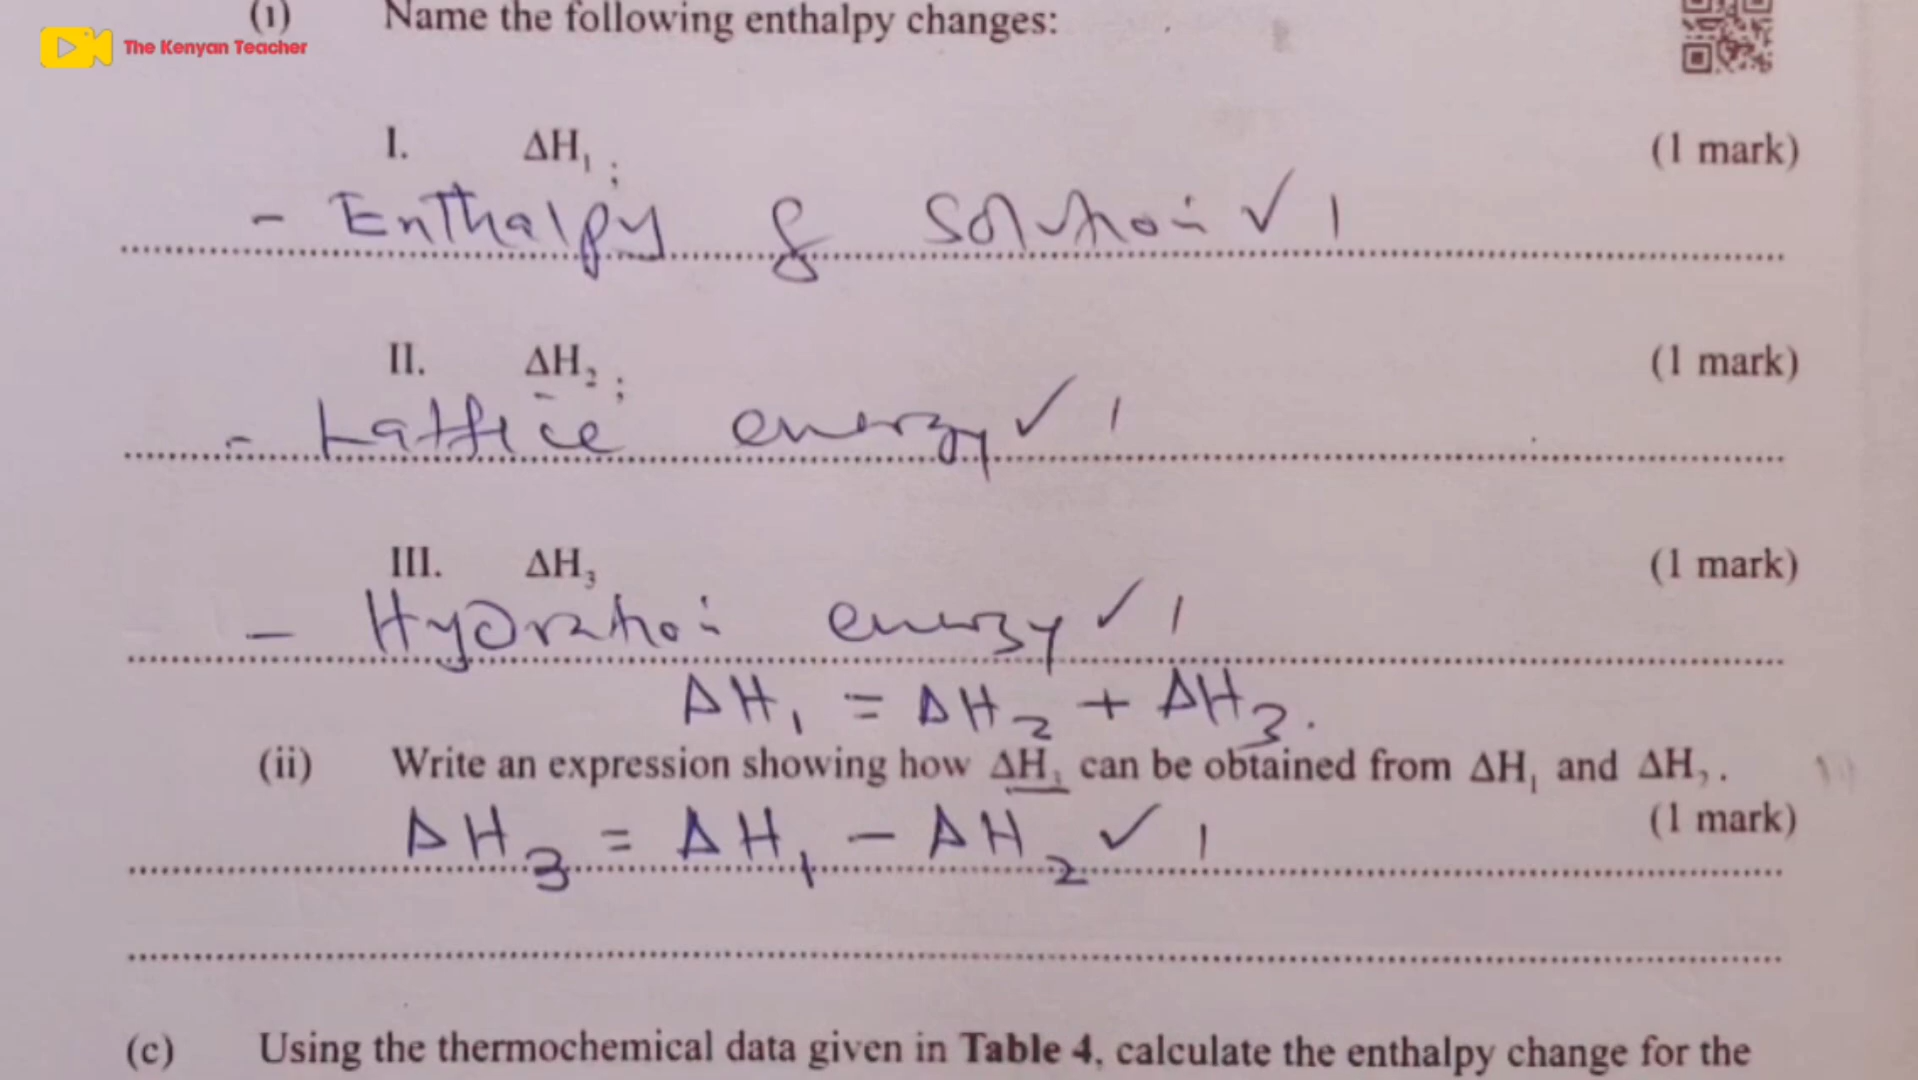 (i) Name the following enthalpy changes:
The Kenyan Teacher
I. ΔH₁ ; (1 mark)
- Enthalpy of solution ✓ 1
II. ΔH₂ ; (1 mark)
- Lattice energy ✓ 1
III. ΔH₃ (1 mark)
- Hydration energy ✓ 1
ΔH₁ = ΔH₂ + ΔH₃.
(ii) Write an expression showing how ΔH₃ can be obtained from ΔH₁ and ΔH₂.
(1 mark)
ΔH₃ = ΔH₁ - ΔH₂ ✓ 1
(c) Using the thermochemical data given in Table 4, calculate the enthalpy change for the